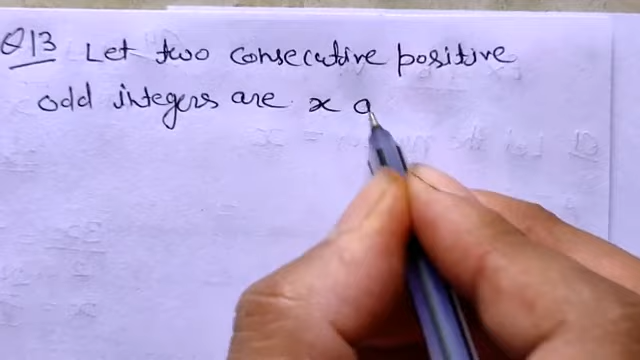 Q13 Let two consecutive positive
odd integers are x a